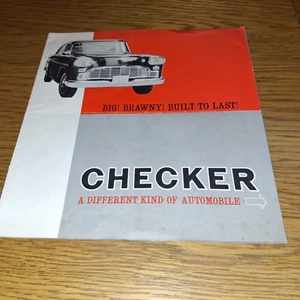 BIG! BRAWNY! BUILT TO LAST!
CHECKER
A DIFFERENT KIND OF AUTOMOBILE